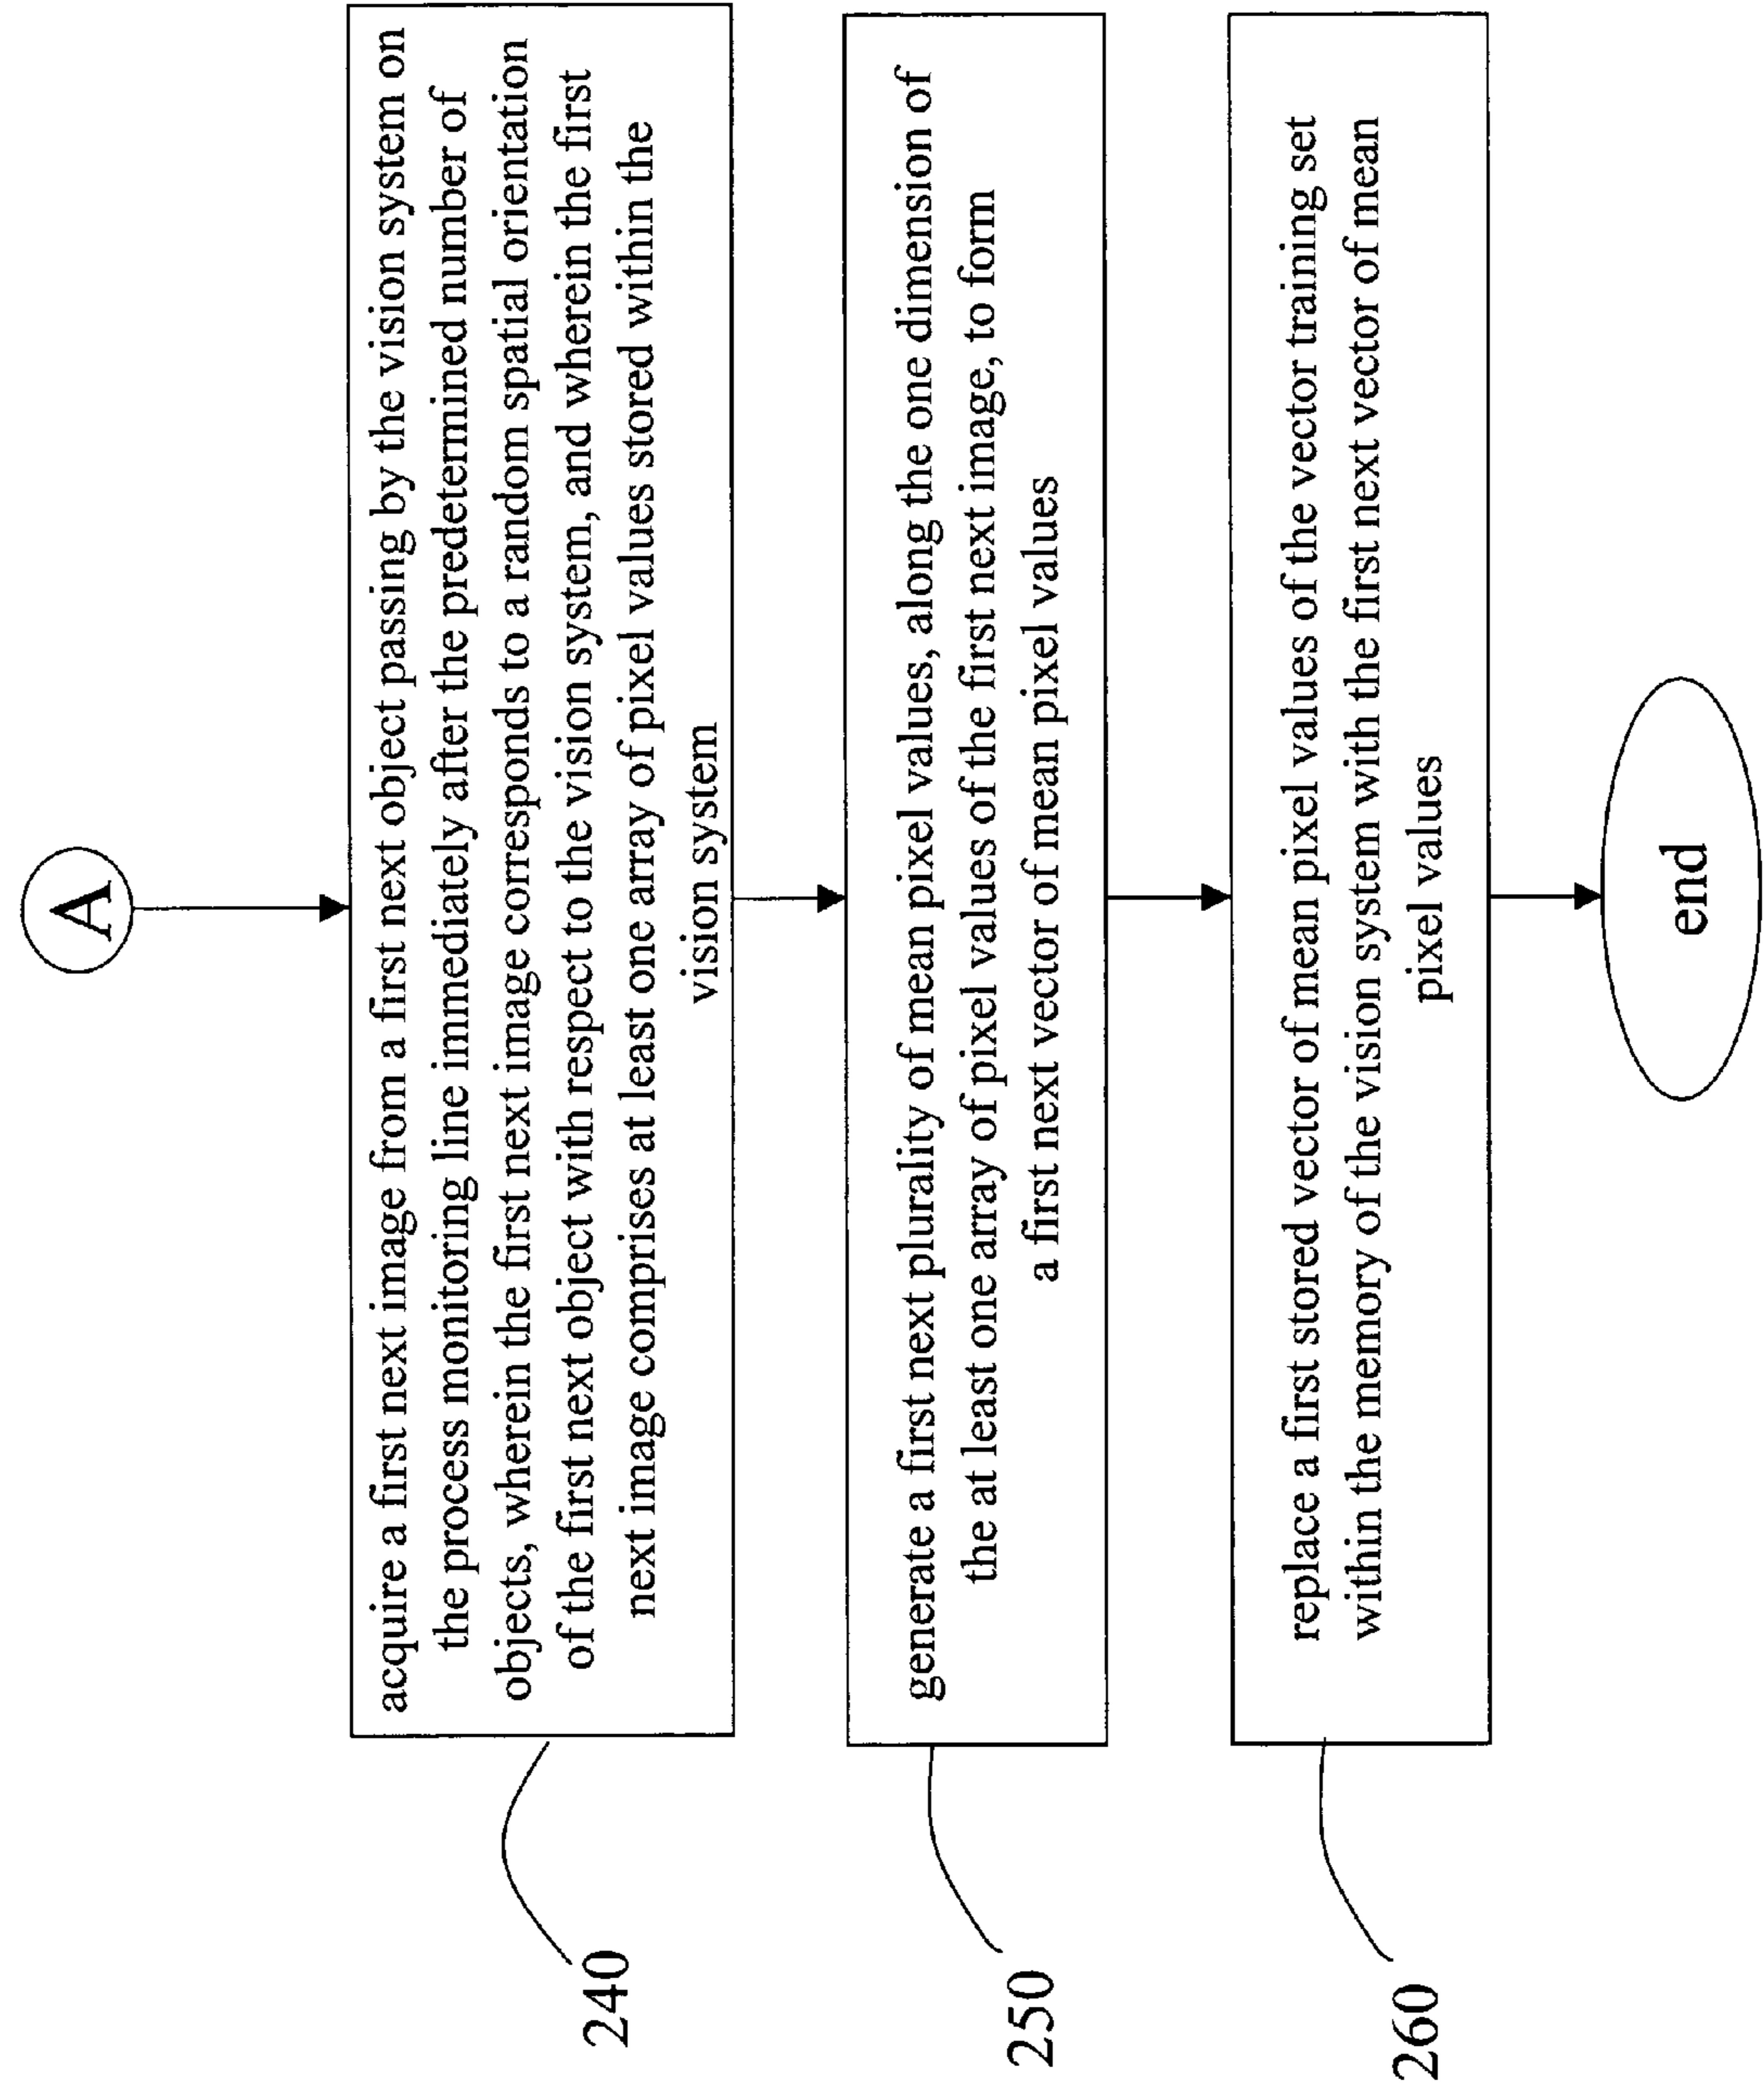 A
acquire a first next image from a first next object passing by the vision system on
the process monitoring line immediately after the predetermined number of
objects, wherein the first next image corresponds to a random spatial orientation
of the first next object with respect to the vision system, and wherein the first
next image comprises at least one array of pixel values stored within the
vision system
240
generate a first next plurality of mean pixel values, along the one dimension of
the at least one array of pixel values of the first next image, to form
a first next vector of mean pixel values
250
replace a first stored vector of mean pixel values of the vector training set
within the memory of the vision system with the first next vector of mean
pixel values
260
end